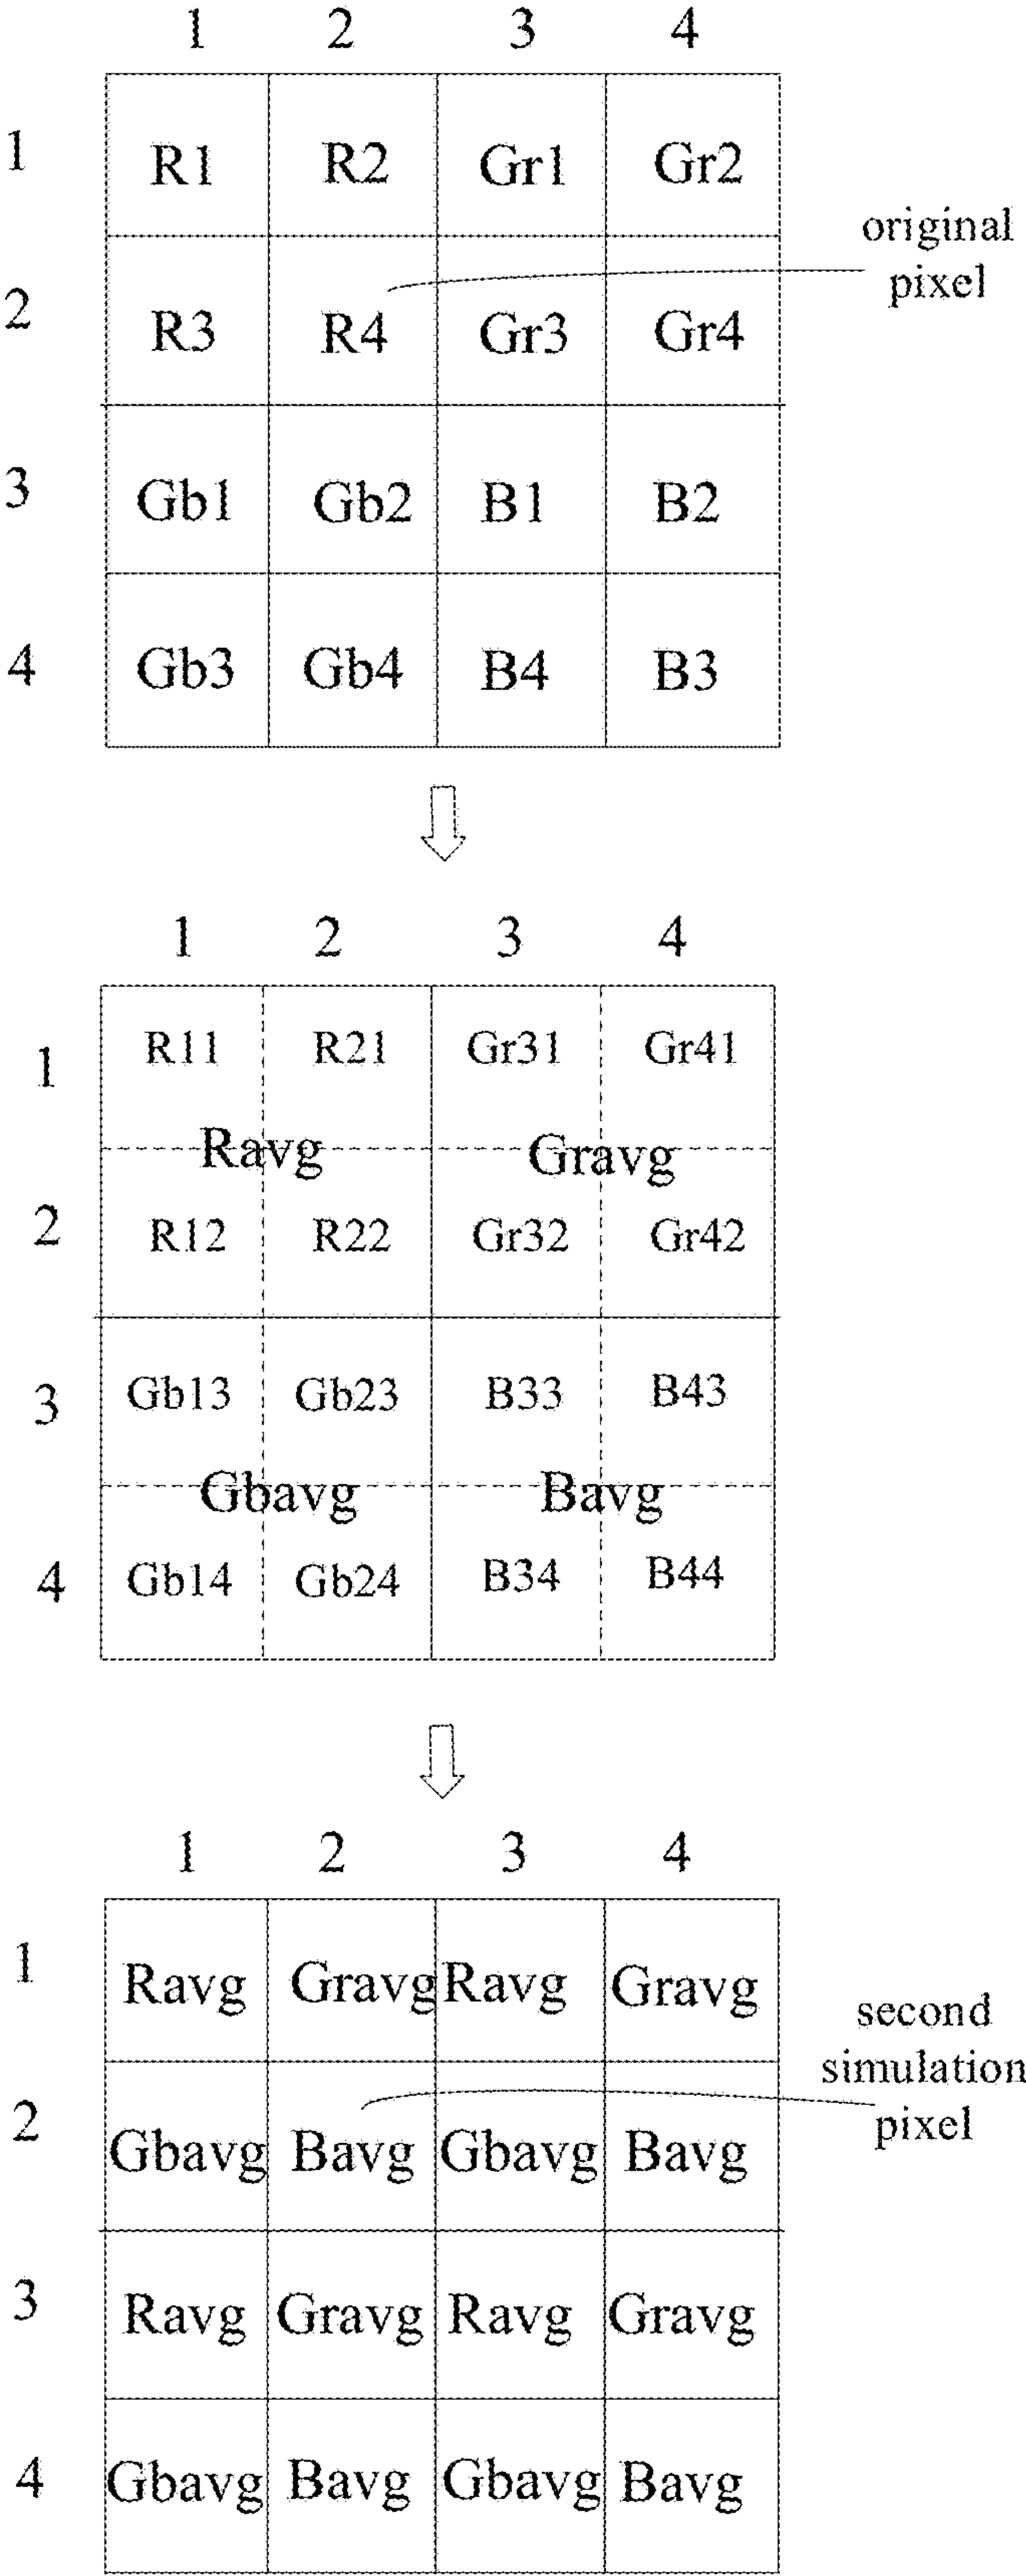 1 2 3 4
1 R1 R2 Gr1 Gr2
original
pixel
2 R3 R4 Gr3 Gr4
3 Gb1 Gb2 B1 B2
4 Gb3 Gb4 B4 B3
1 2 3 4
1 R11 R21 Gr31 Gr41
Ravg Gravg
2 R12 R22 Gr32 Gr42
3 Gb13 Gb23 B33 B43
Gbavg Bavg
4 Gb14 Gb24 B34 B44
1 2 3 4
1 Ravg Gravg Ravg Gravg
second
simulation
pixel
2 Gbavg Bavg Gbavg Bavg
3 Ravg Gravg Ravg Gravg
4 Gbavg Bavg Gbavg Bavg